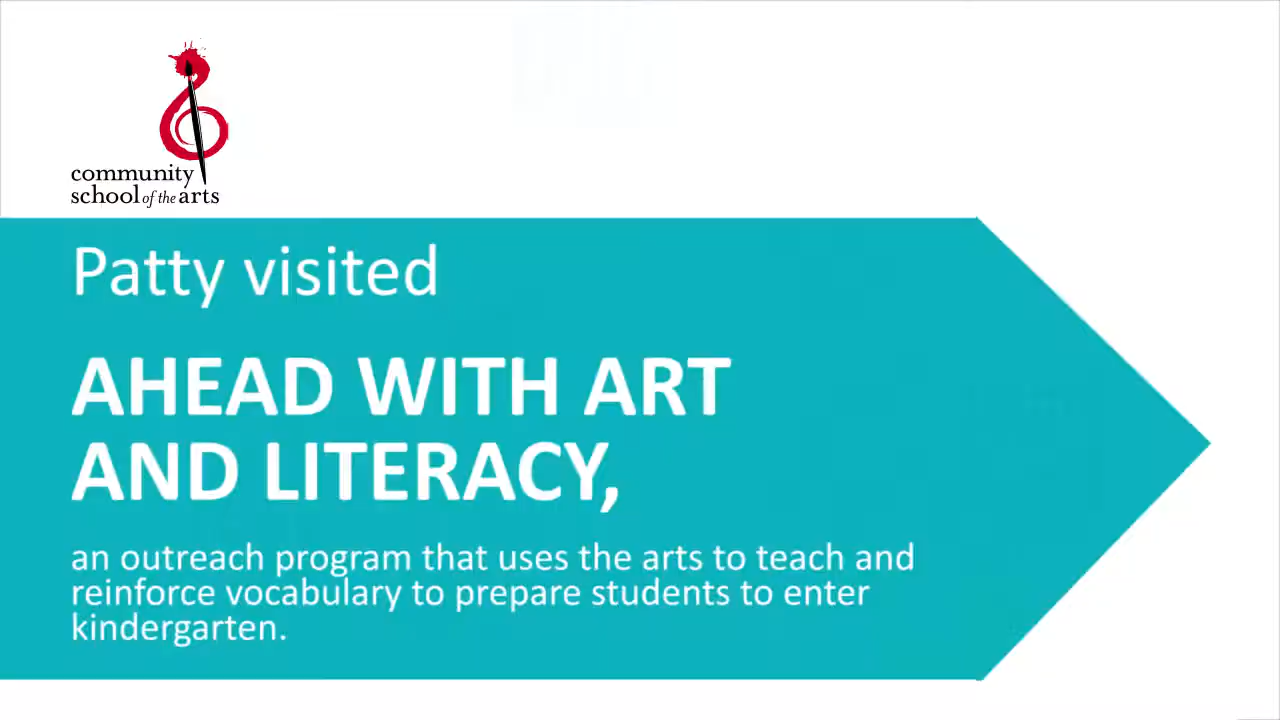 community
school of the arts
Patty visited
AHEAD WITH ART
AND LITERACY,
an outreach program that uses the arts to teach and
reinforce vocabulary to prepare students to enter
kindergarten.